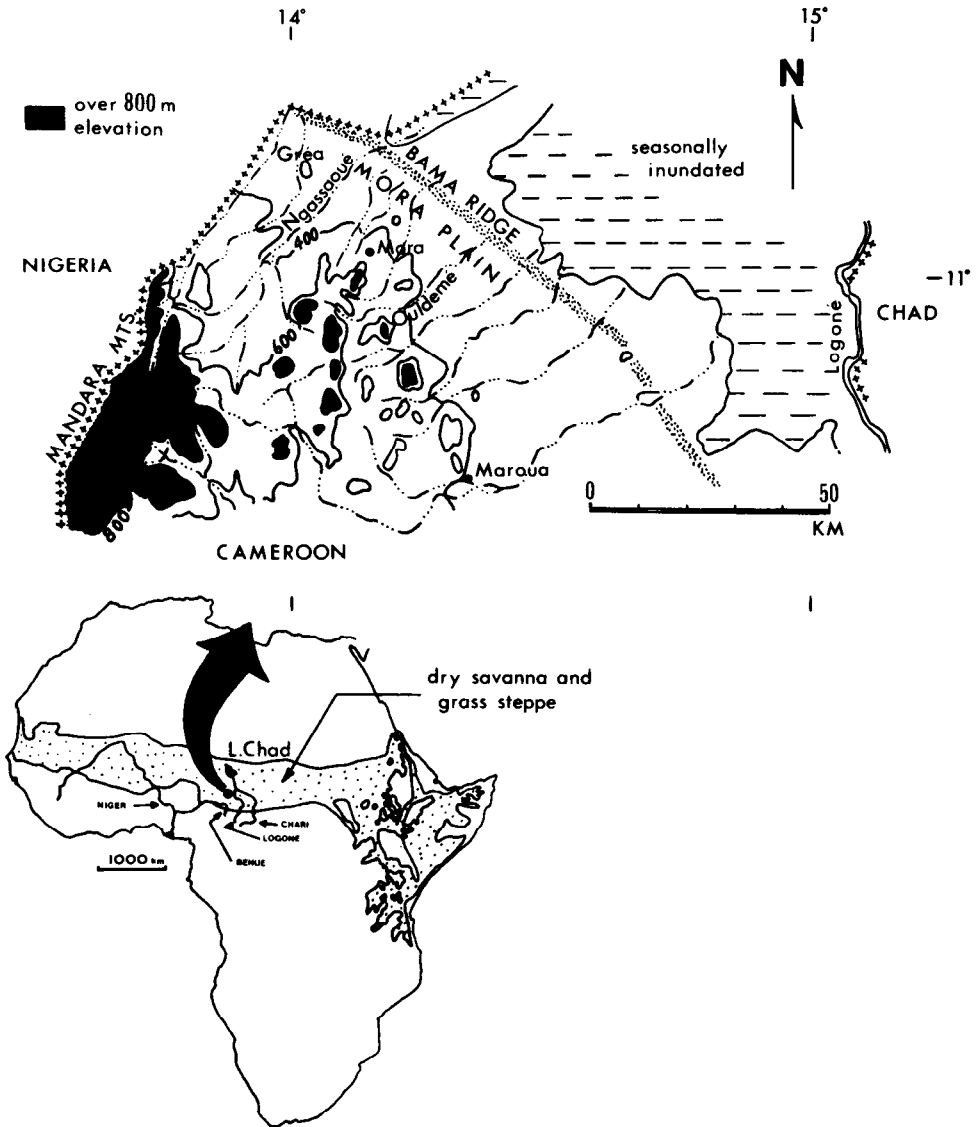 14°
15°
N
over 800 m
elevation
seasonally
inundated
BAMA RIDGE
MORA PLAIN
Grea
Ngassaoue
400
Mora
NIGERIA
–11°
CHAD
Logone
Ouldeme
600
MANDARA MTS.
Maroua
800
0 50
KM
CAMEROON
dry savanna and
grass steppe
L.Chad
NIGER
CHARI
LOGONE
BENUE
1000 km